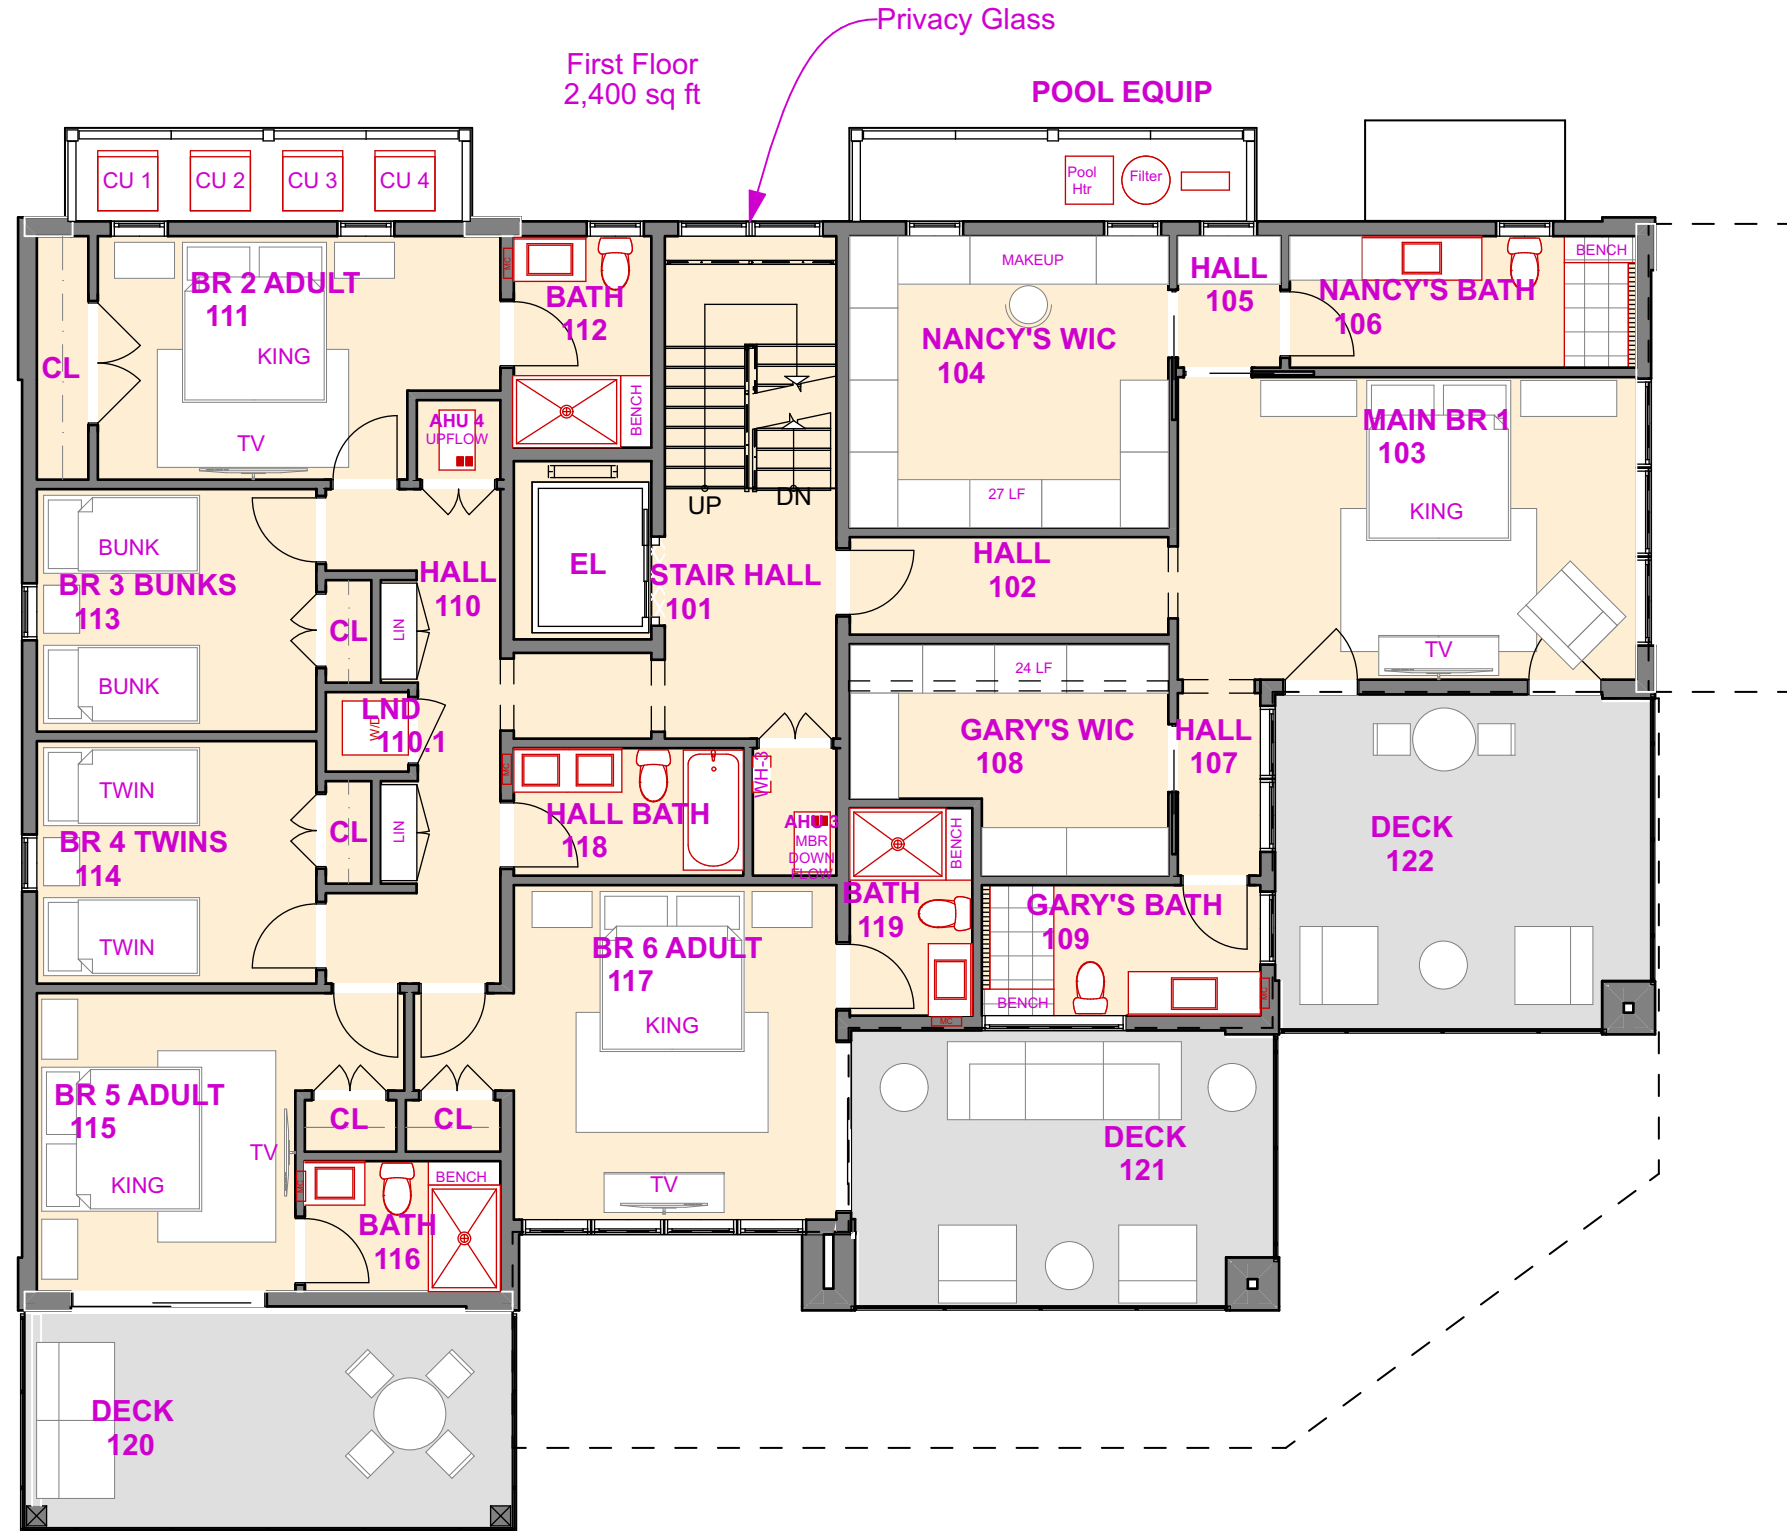 Privacy Glass
First Floor
2,400 sq ft
POOL EQUIP
CU 1
CU 2
CU 3
CU 4
Pool
Htr
Filter
BR 2 ADULT
111
KING
TV
CL
MC
BATH
112
BENCH
AHU 4
UPFLOW
UP
DN
MAKEUP
NANCY'S WIC
104
27 LF
HALL
105
NANCY'S BATH
106
BENCH
MAIN BR 1
103
KING
TV
BUNK
BR 3 BUNKS
113
BUNK
CL
LIN
HALL
110
EL
STAIR HALL
101
HALL
102
LND
110.1
W/D
24 LF
GARY'S WIC
108
HALL
107
TWIN
BR 4 TWINS
114
TWIN
CL
LIN
MC
HALL BATH
118
WH-3
AHU 3
MBR
DOWN
FLOW
BENCH
BATH
119
MC
GARY'S BATH
109
BENCH
MC
DECK
122
BR 6 ADULT
117
KING
TV
BR 5 ADULT
115
KING
TV
CL
CL
MC
BENCH
BATH
116
DECK
121
DECK
120